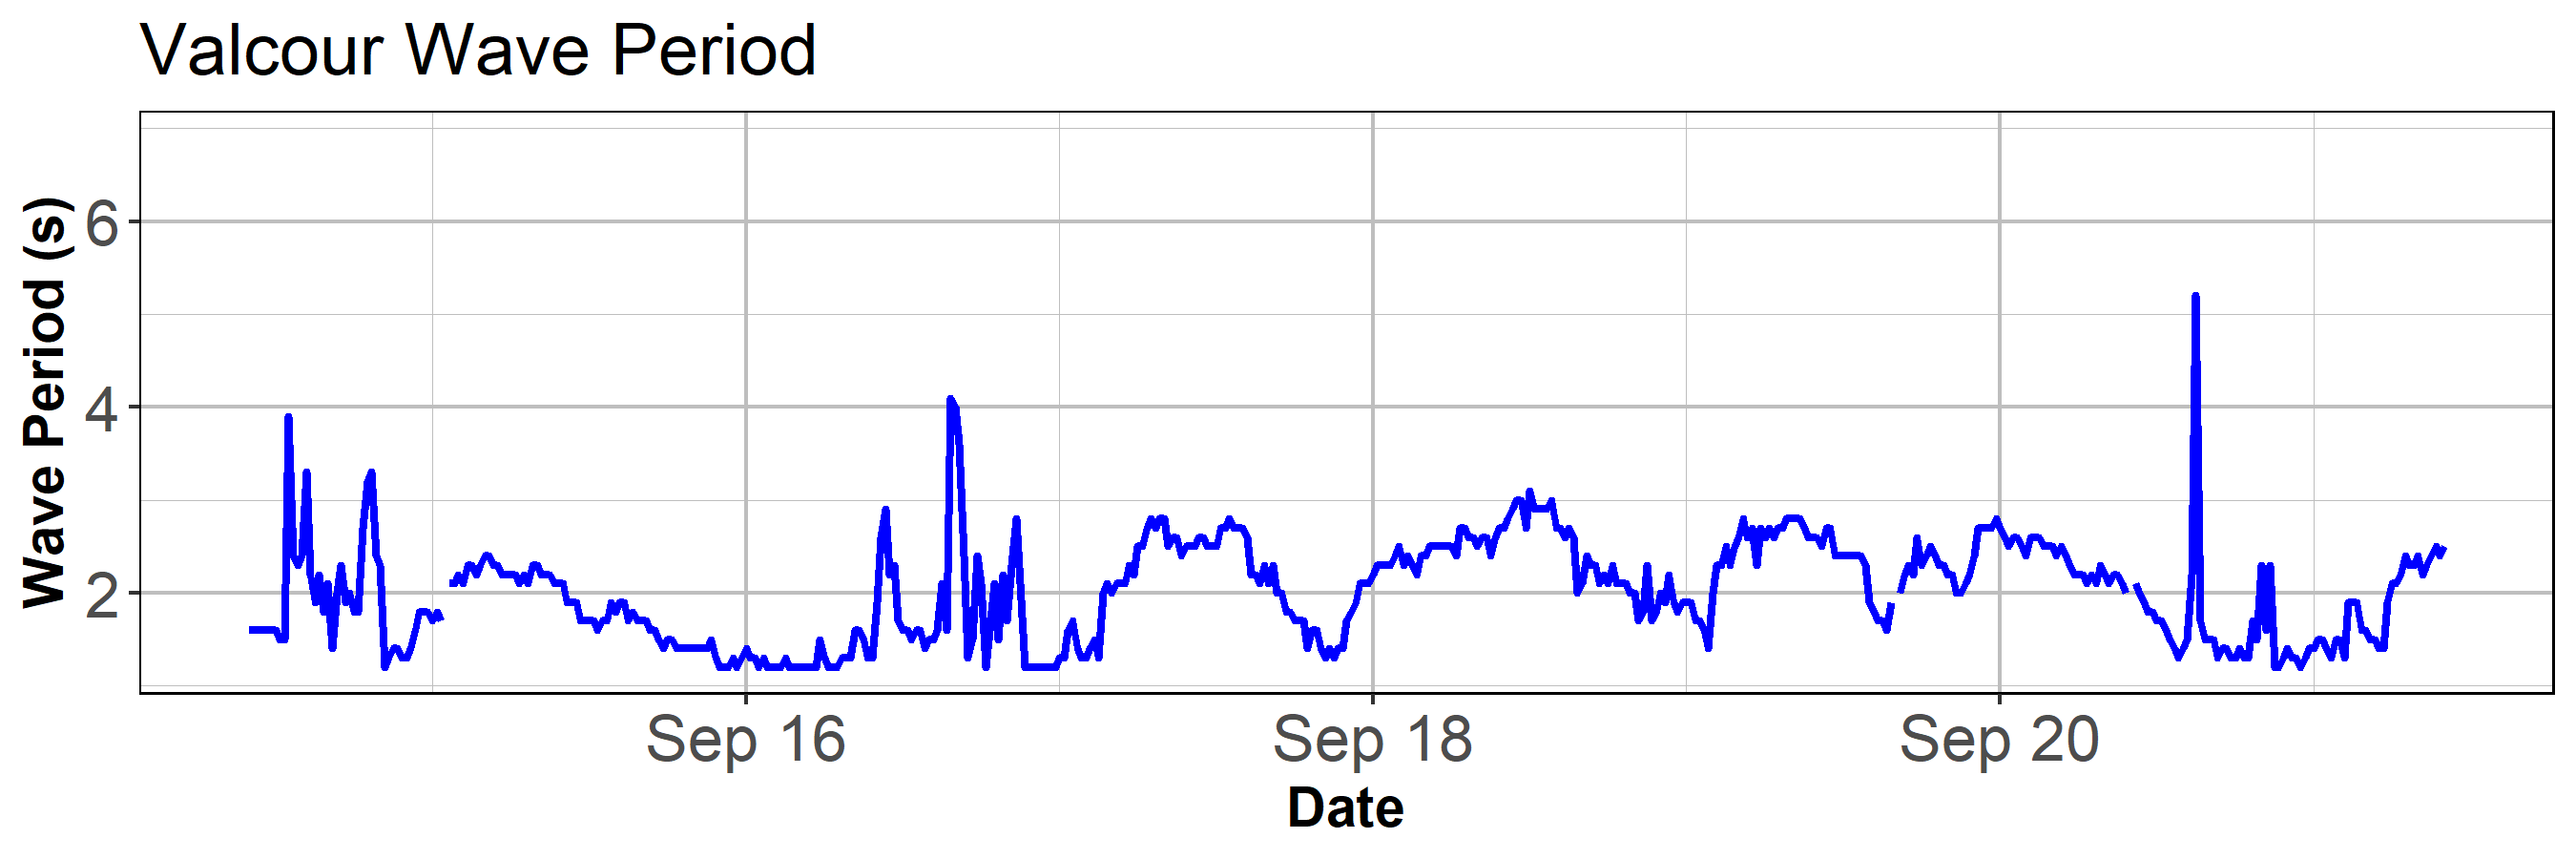 Valcour Wave Period
Wave Period (s)
6
4
2
Sep 16
Sep 18
Sep 20
Date